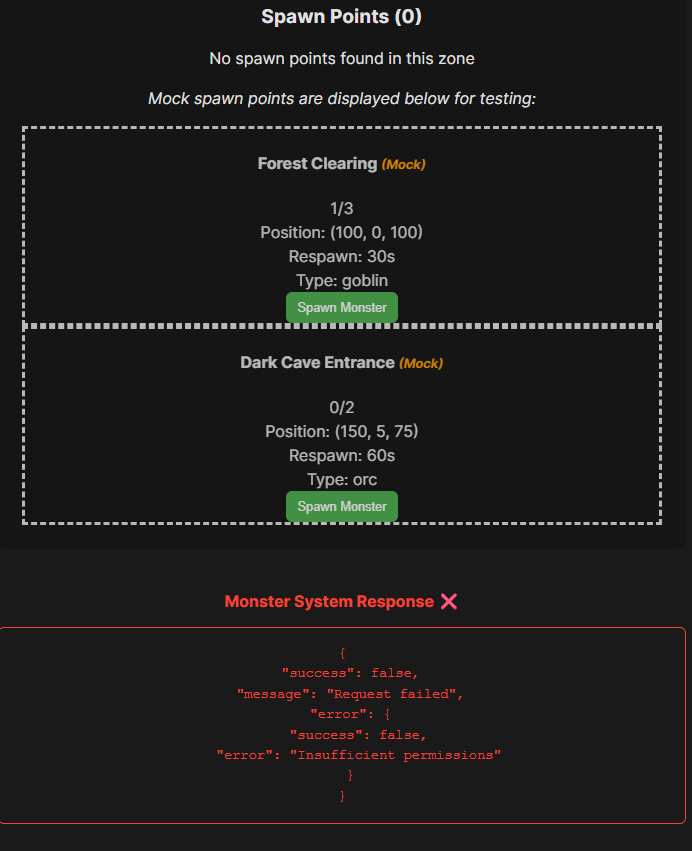 Spawn Points (0)
No spawn points found in this zone
Mock spawn points are displayed below for testing:
Forest Clearing (Mock)
1/3
Position: (100, 0, 100)
Respawn: 30s
Type: goblin
Spawn Monster
Dark Cave Entrance (Mock)
0/2
Position: (150, 5, 75)
Respawn: 60s
Type: orc
Spawn Monster
Monster System Response ❌
{
"success": false,
"message": "Request failed",
"error": {
"success": false,
"error": "Insufficient permissions"
}
}